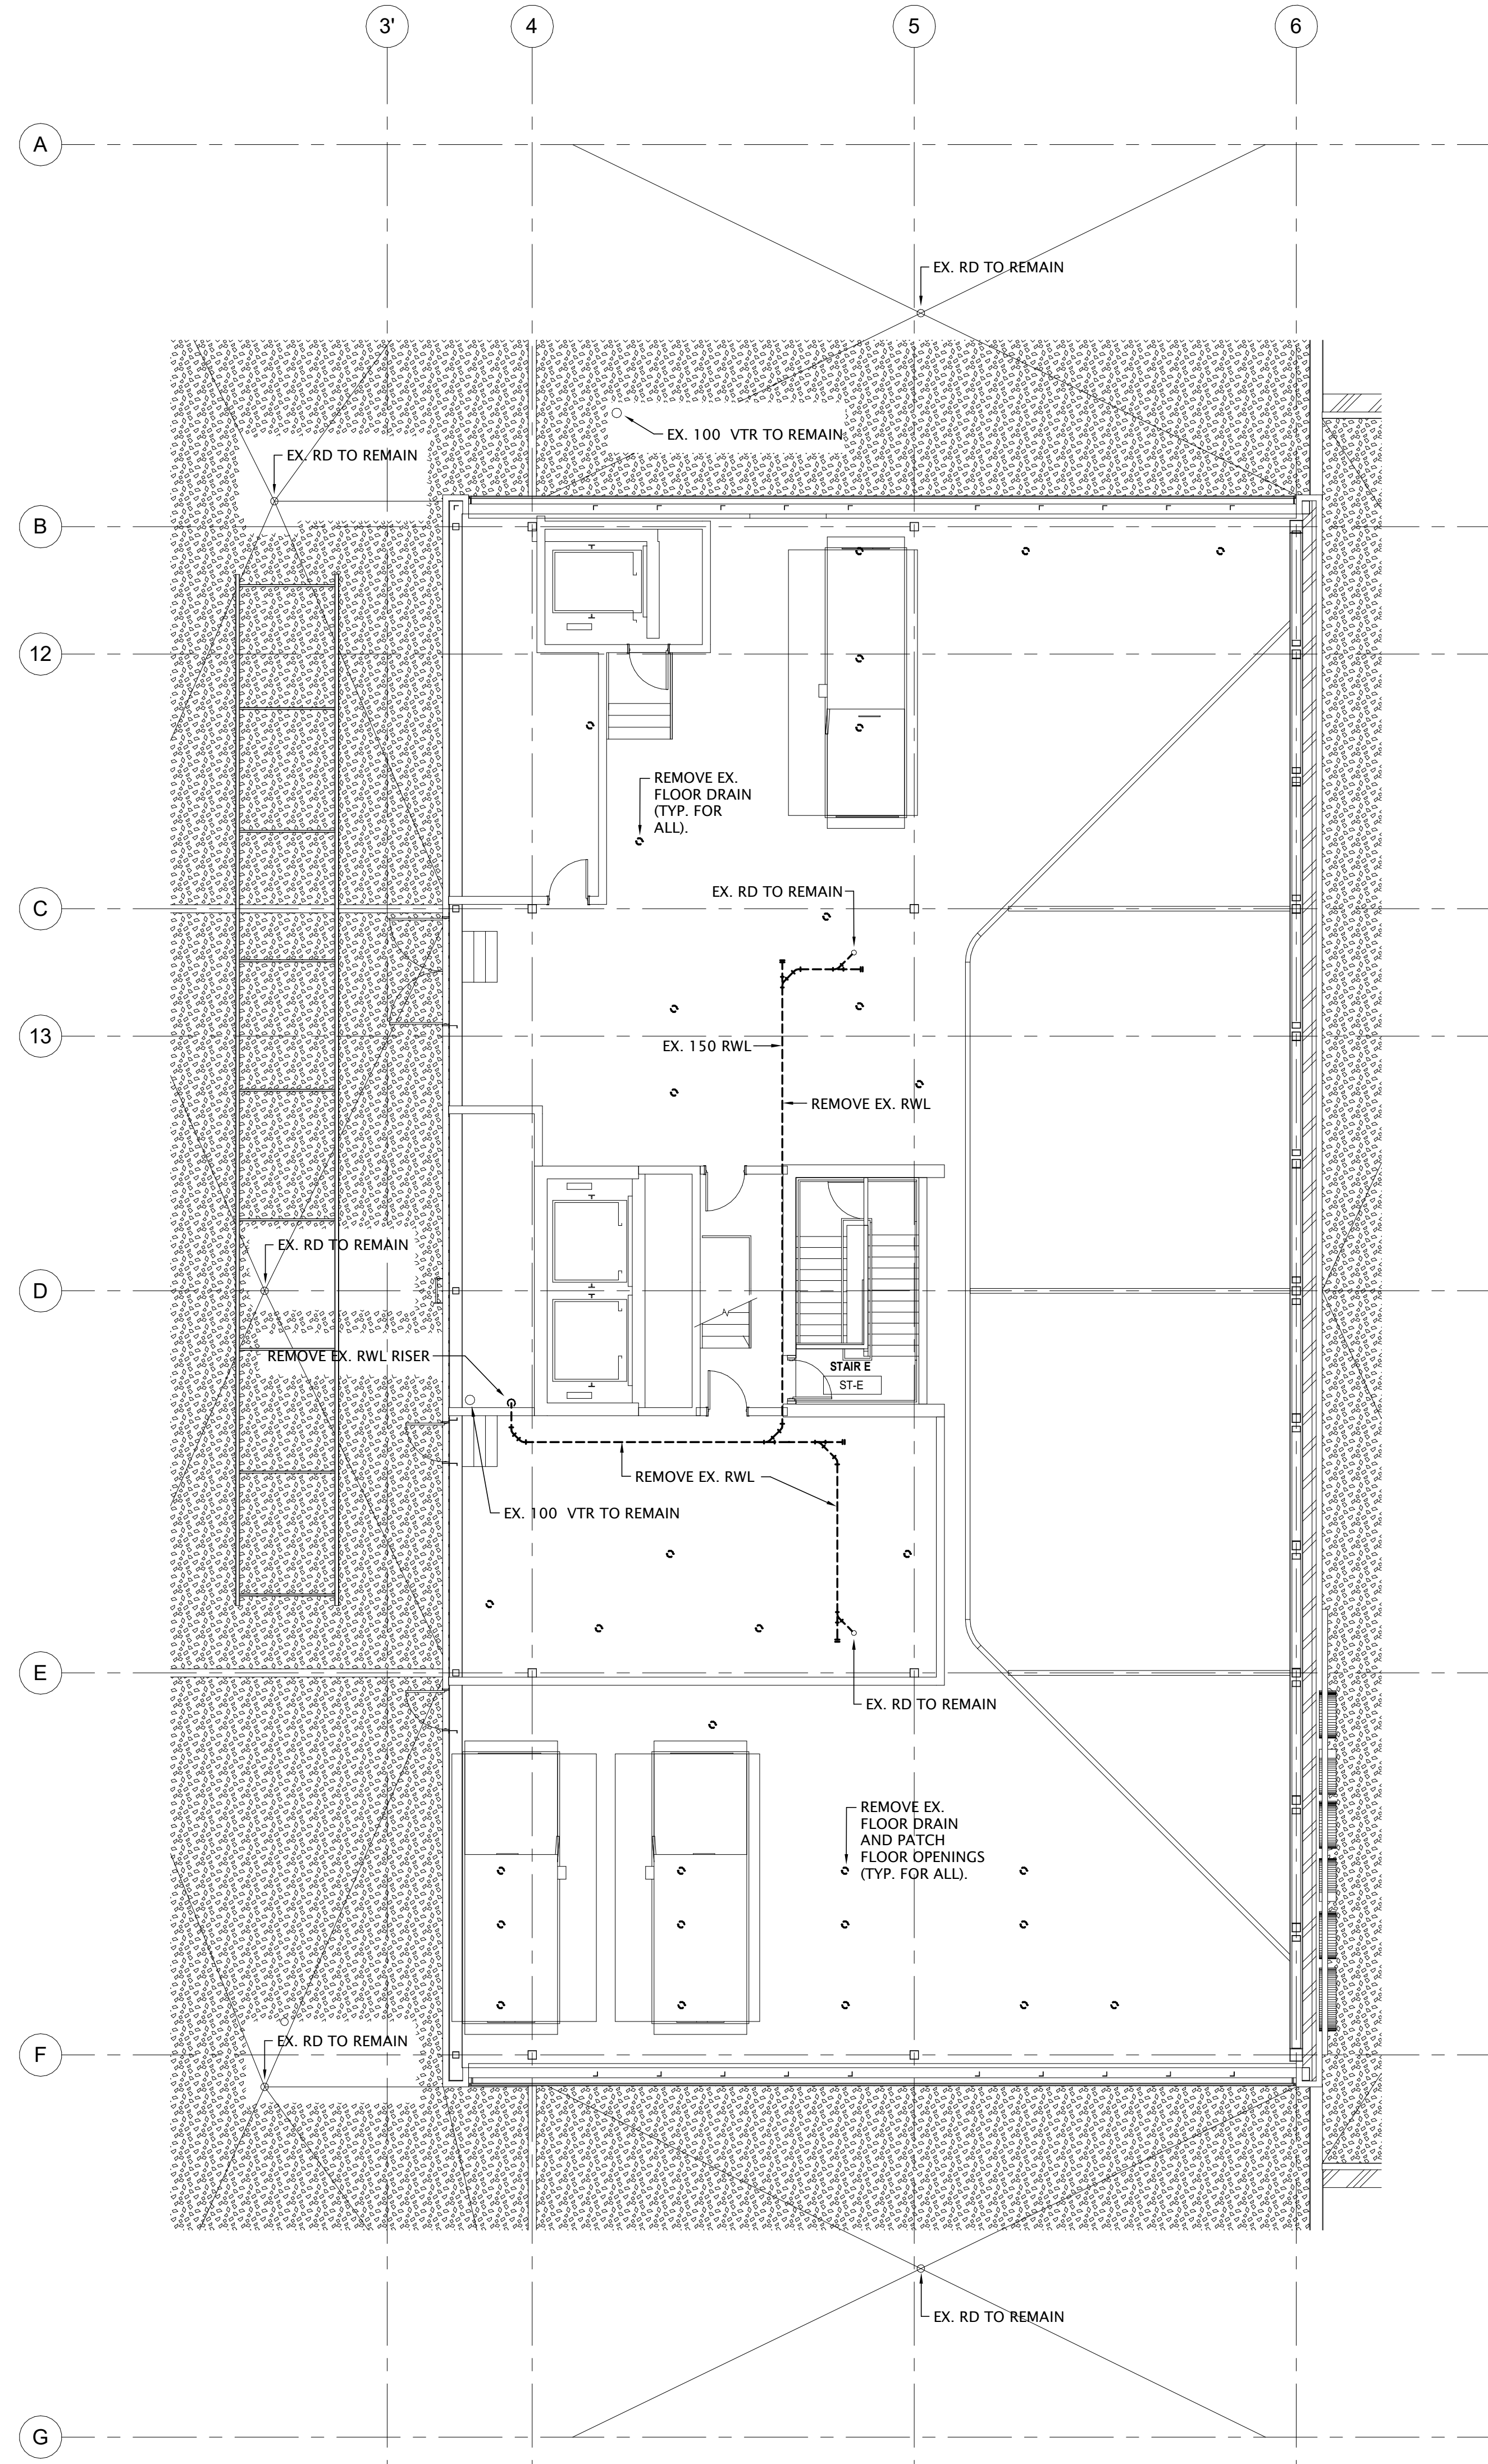 3'
4
5
6
A
EX. RD TO REMAIN
EX. 100 VTR TO REMAIN
EX. RD TO REMAIN
B
12
REMOVE EX.
FLOOR DRAIN
(TYP. FOR
ALL).
EX. RD TO REMAIN
C
13
EX. 150 RWL
REMOVE EX. RWL
EX. RD TO REMAIN
D
REMOVE EX. RWL RISER
STAIR E
ST-E
REMOVE EX. RWL
EX. 100 VTR TO REMAIN
E
EX. RD TO REMAIN
REMOVE EX.
FLOOR DRAIN
AND PATCH
FLOOR OPENINGS
(TYP. FOR ALL).
EX. RD TO REMAIN
F
EX. RD TO REMAIN
G